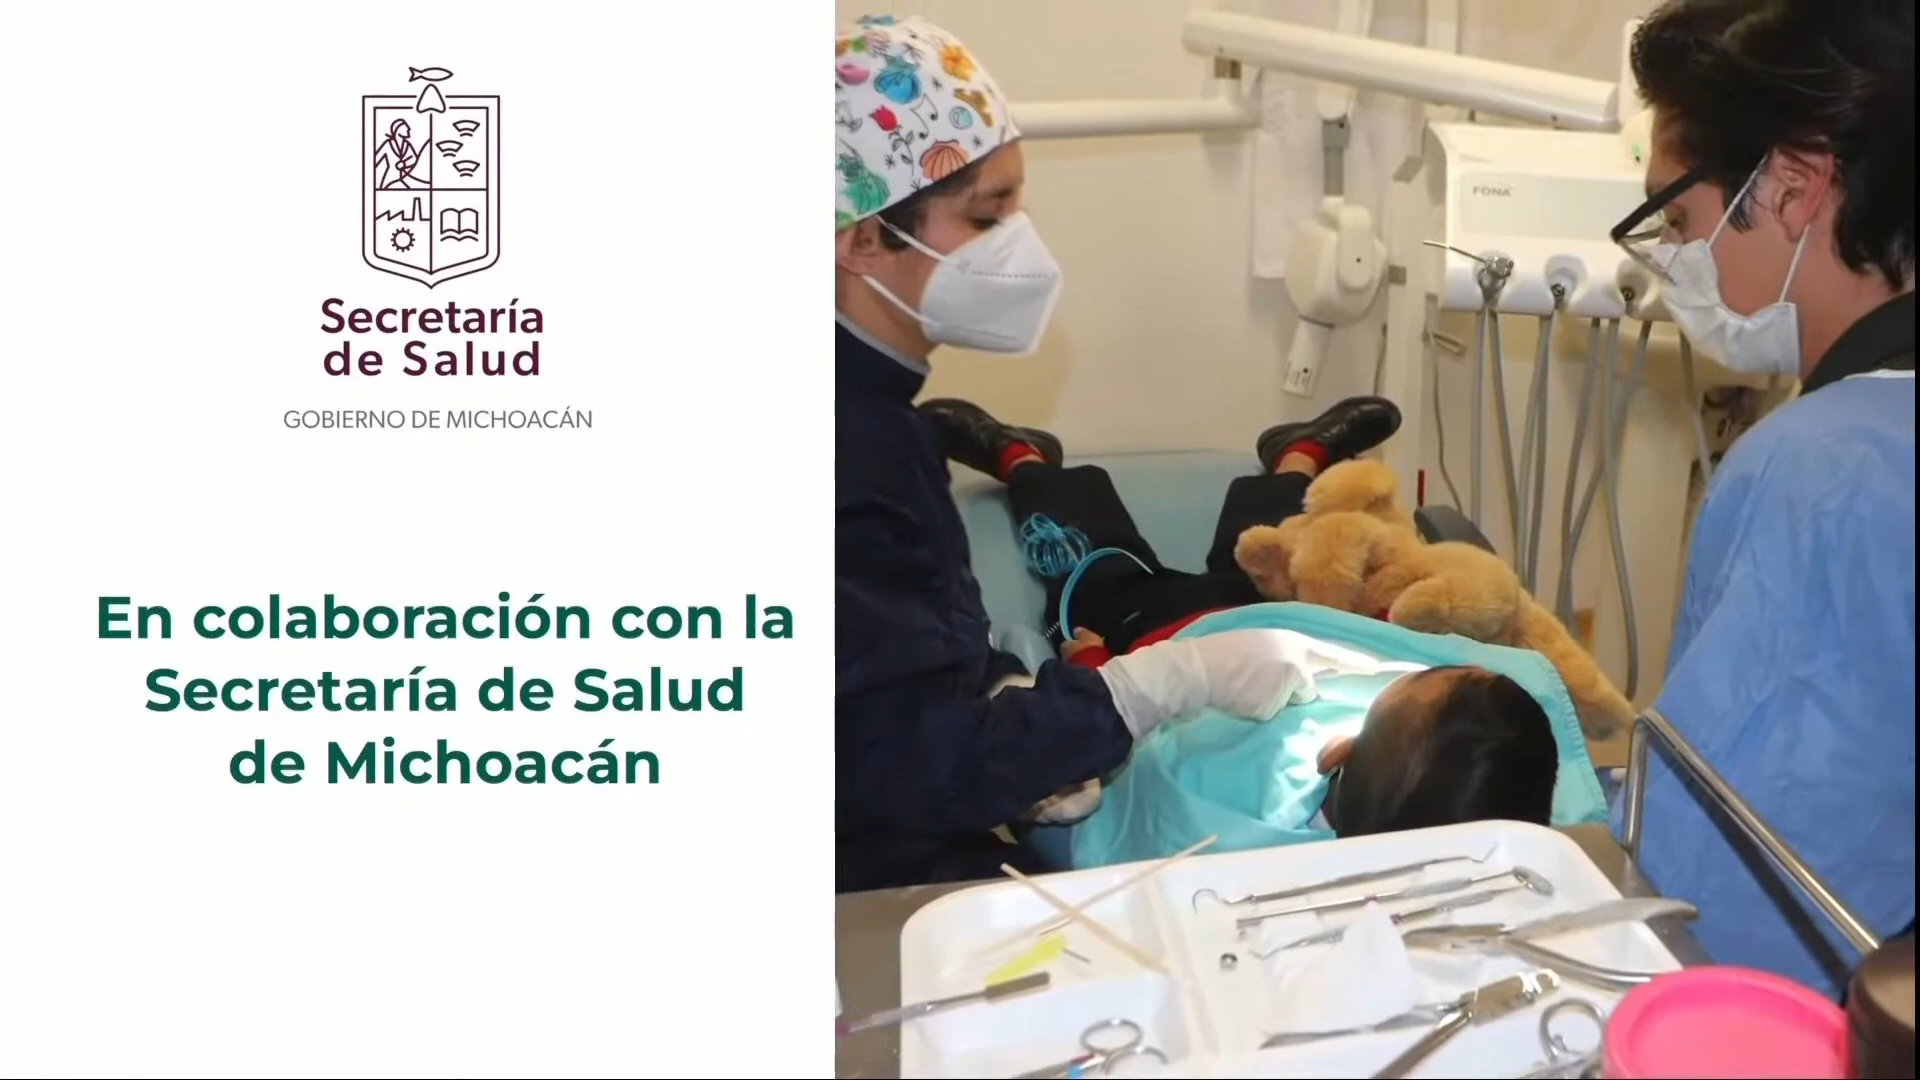 Secretaría
de Salud
GOBIERNO DE MICHOACÁN
En colaboración con la
Secretaría de Salud
de Michoacán
FONA